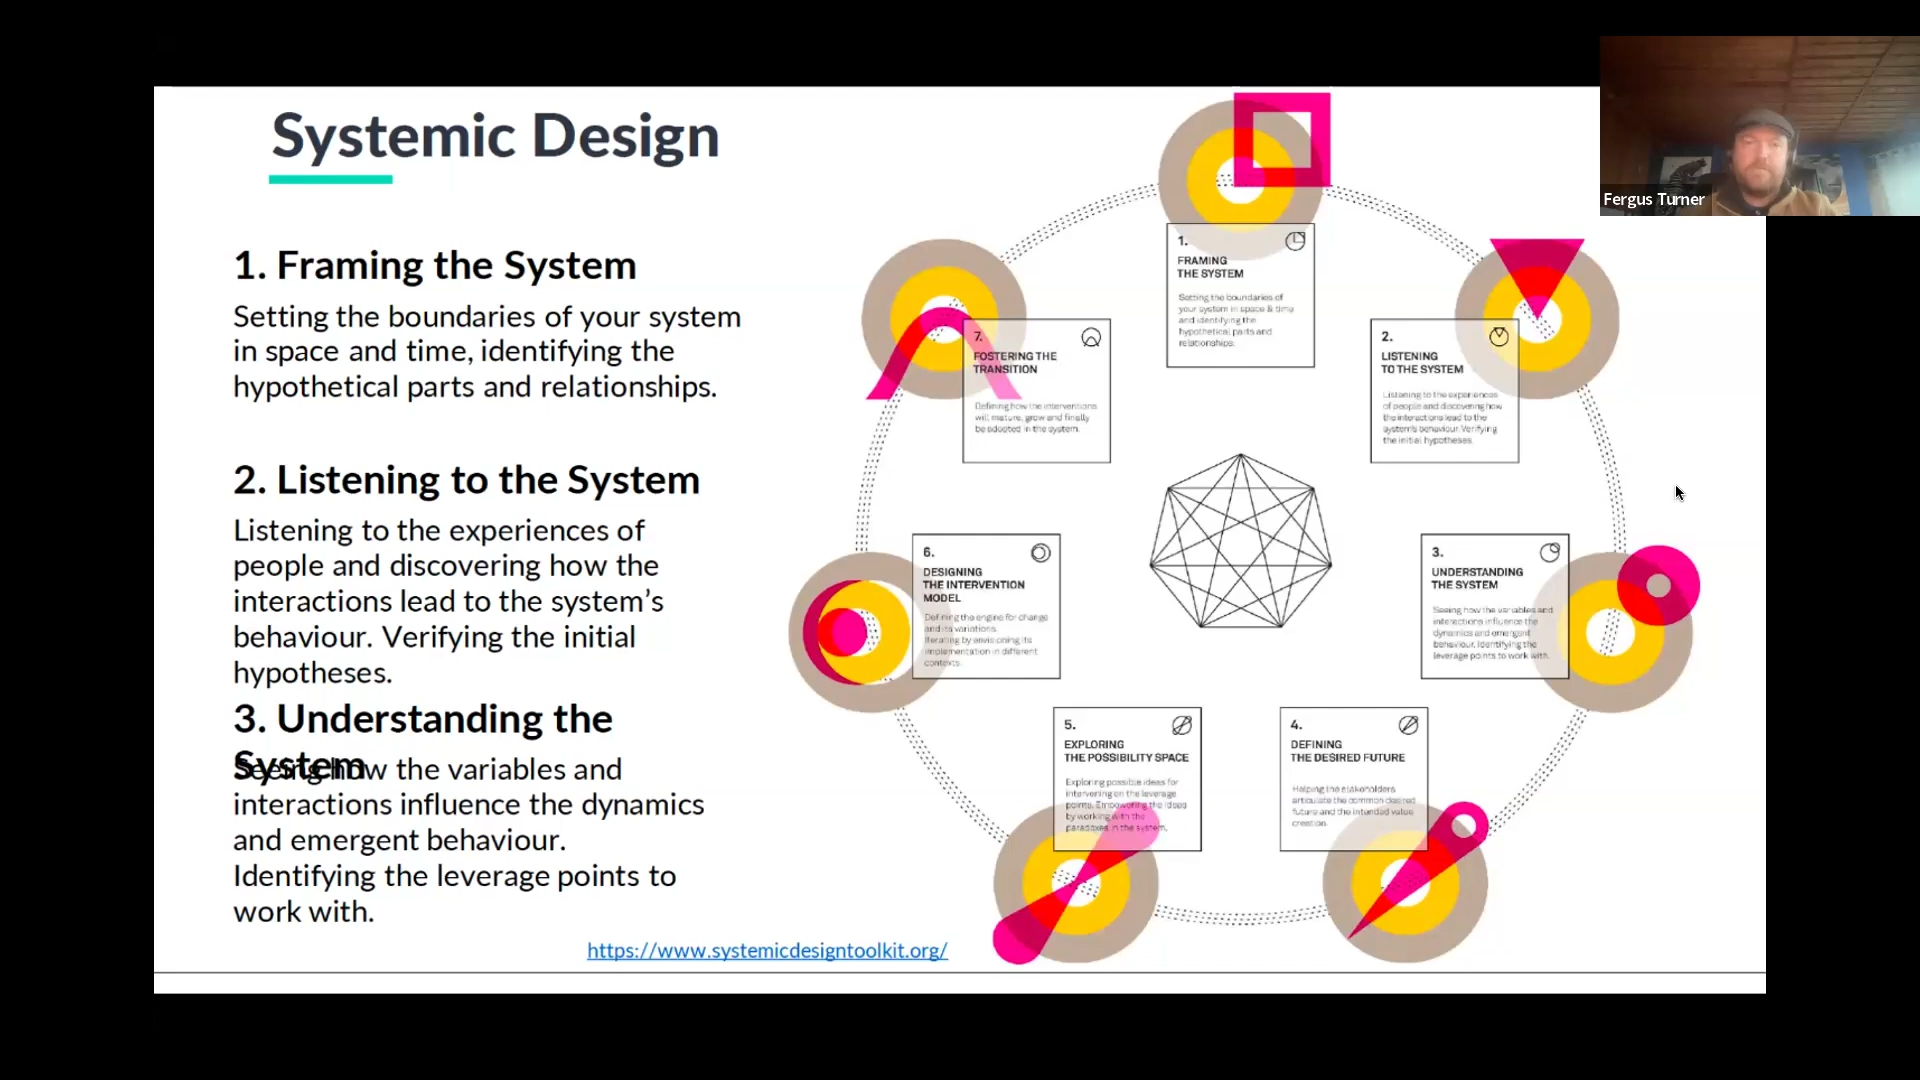 Systemic Design
1. Framing the System
Setting the boundaries of your system
in space and time, identifying the
hypothetical parts and relationships.
2. Listening to the System
Listening to the experiences of
people and discovering how the
interactions lead to the system's
behaviour. Verifying the initial
hypotheses.
3. Understanding the
System
Seeing how the variables and
interactions influence the dynamics
and emergent behaviour.
Identifying the leverage points to
work with.
https://www.systemicdesigntoolkit.org/
1.
FRAMING
THE SYSTEM
Setting the boundaries of
your system in space & time
and identifying the
hypothetical parts and
relationships.
2.
LISTENING
TO THE SYSTEM
Listening to the experiences
of people and discovering how
the interactions lead to the
system's behaviour. Verifying
the initial hypotheses.
3.
UNDERSTANDING
THE SYSTEM
Seeing how the variables and
interactions influence the
dynamics and emergent
behaviour. Identifying the
leverage points to work with.
4.
DEFINING
THE DESIRED FUTURE
Helping the stakeholders
articulate the common desired
future and the intended value
creation.
5.
EXPLORING
THE POSSIBILITY SPACE
Exploring possible ideas for
intervening on the leverage
points. Empowering the ideas
by working with the
paradoxes in the system.
6.
DESIGNING
THE INTERVENTION
MODEL
Defining the engine for change
and its variations.
Iterating by envisioning its
implementation in different
contexts.
7.
FOSTERING THE
TRANSITION
Defining how the interventions
will mature, grow and finally
be adopted in the system.
Fergus Turner